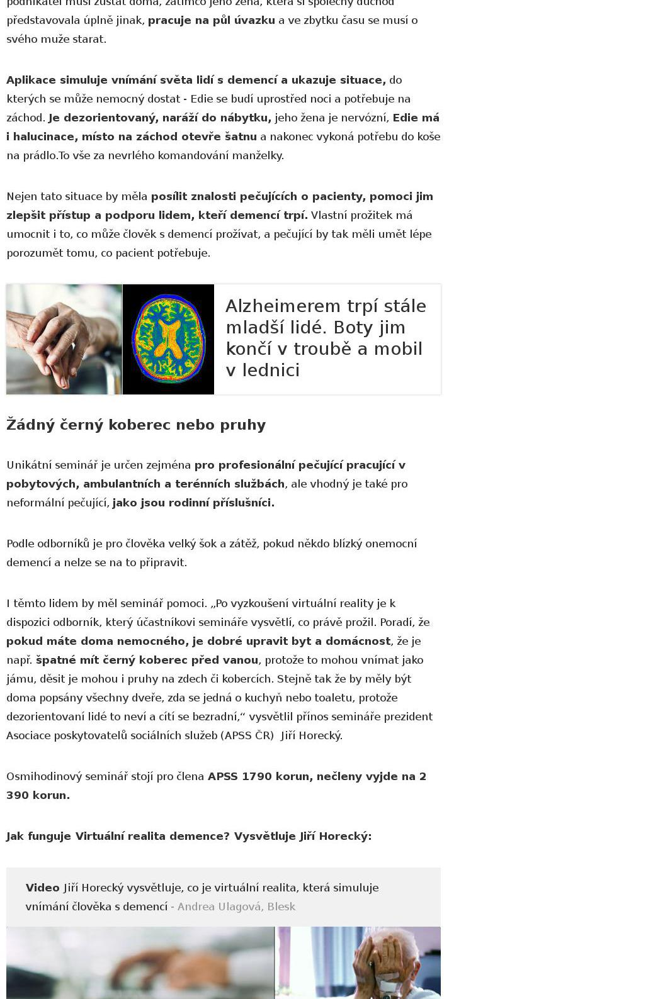 podnikatel musí zůstat doma, zatímco jeho žena, která si společný důchod
představovala úplně jinak, pracuje na půl úvazku a ve zbytku času se musí o
svého muže starat.
Aplikace simuluje vnímání světa lidí s demencí a ukazuje situace, do
kterých se může nemocný dostat - Edie se budí uprostřed noci a potřebuje na
záchod. Je dezorientovaný, naráží do nábytku, jeho žena je nervózní, Edie má
i halucinace, místo na záchod otevře šatnu a nakonec vykoná potřebu do koše
na prádlo.To vše za nevrlého komandování manželky.
Nejen tato situace by měla posílit znalosti pečujících o pacienty, pomoci jim
zlepšit přístup a podporu lidem, kteří demencí trpí. Vlastní prožitek má
umocnit i to, co může člověk s demencí prožívat, a pečující by tak měli umět lépe
porozumět tomu, co pacient potřebuje.
Alzheimerem trpí stále
mladší lidé. Boty jim
končí v troubě a mobil
v lednici
Žádný černý koberec nebo pruhy
Unikátní seminář je určen zejména pro profesionální pečující pracující v
pobytových, ambulantních a terénních službách, ale vhodný je také pro
neformální pečující, jako jsou rodinní příslušníci.
Podle odborníků je pro člověka velký šok a zátěž, pokud někdo blízký onemocní
demencí a nelze se na to připravit.
I těmto lidem by měl seminář pomoci. „Po vyzkoušení virtuální reality je k
dispozici odborník, který účastníkovi semináře vysvětlí, co právě prožil. Poradí, že
pokud máte doma nemocného, je dobré upravit byt a domácnost, že je
např. špatné mít černý koberec před vanou, protože to mohou vnímat jako
jámu, děsit je mohou i pruhy na zdech či kobercích. Stejně tak že by měly být
doma popsány všechny dveře, zda se jedná o kuchyň nebo toaletu, protože
dezorientovaní lidé to neví a cítí se bezradní,“ vysvětlil přínos semináře prezident
Asociace poskytovatelů sociálních služeb (APSS ČR)  Jiří Horecký.
Osmihodinový seminář stojí pro člena APSS 1790 korun, nečleny vyjde na 2
390 korun.
Jak funguje Virtuální realita demence? Vysvětluje Jiří Horecký:
Video Jiří Horecký vysvětluje, co je virtuální realita, která simuluje
vnímání člověka s demencí - Andrea Ulagová, Blesk